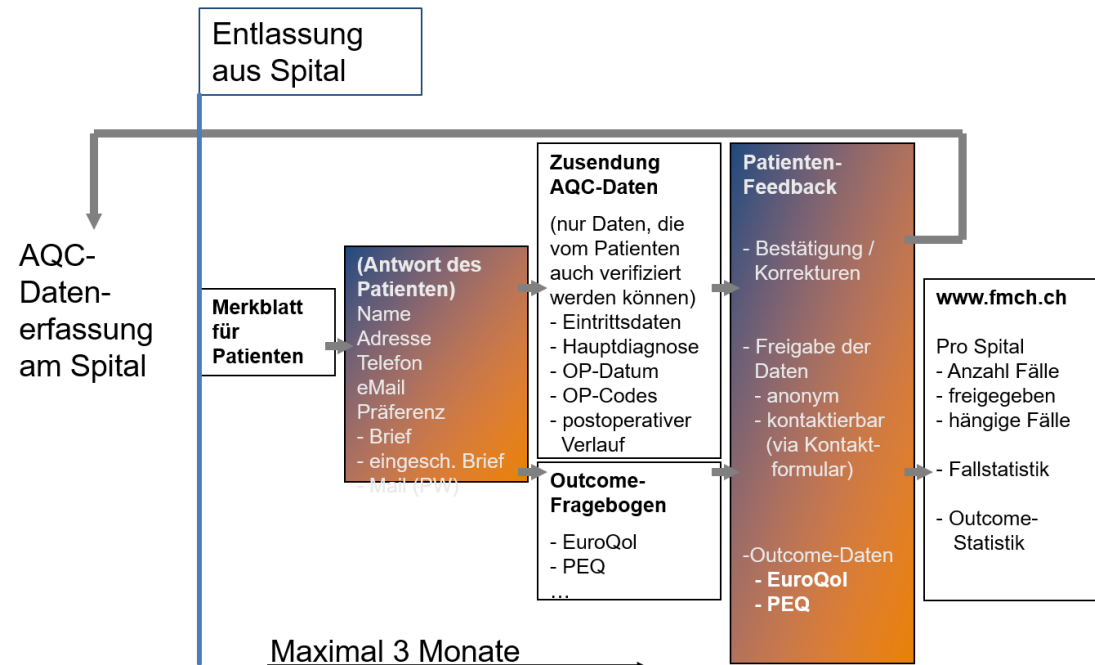 Entlassung
aus Spital
AQC-
Daten-
erfassung
am Spital
Merkblatt
für
Patienten
(Antwort des
Patienten)
Name
Adresse
Telefon
eMail
Präferenz
- Brief
- eingesch. Brief
- Mail (PW)
Zusendung
AQC-Daten
(nur Daten, die
vom Patienten
auch verifiziert
werden können)
- Eintrittsdaten
- Hauptdiagnose
- OP-Datum
- OP-Codes
- postoperativer
Verlauf
Outcome-
Fragebogen
- EuroQol
- PEQ
...
Patienten-
Feedback
- Bestätigung /
Korrekturen
- Freigabe der
Daten
- anonym
- kontaktierbar
(via Kontakt-
formular)
-Outcome-Daten
- EuroQol
- PEQ
www.fmch.ch
Pro Spital
- Anzahl Fälle
- freigegeben
- hängige Fälle
- Fallstatistik
- Outcome-
Statistik
Maximal 3 Monate